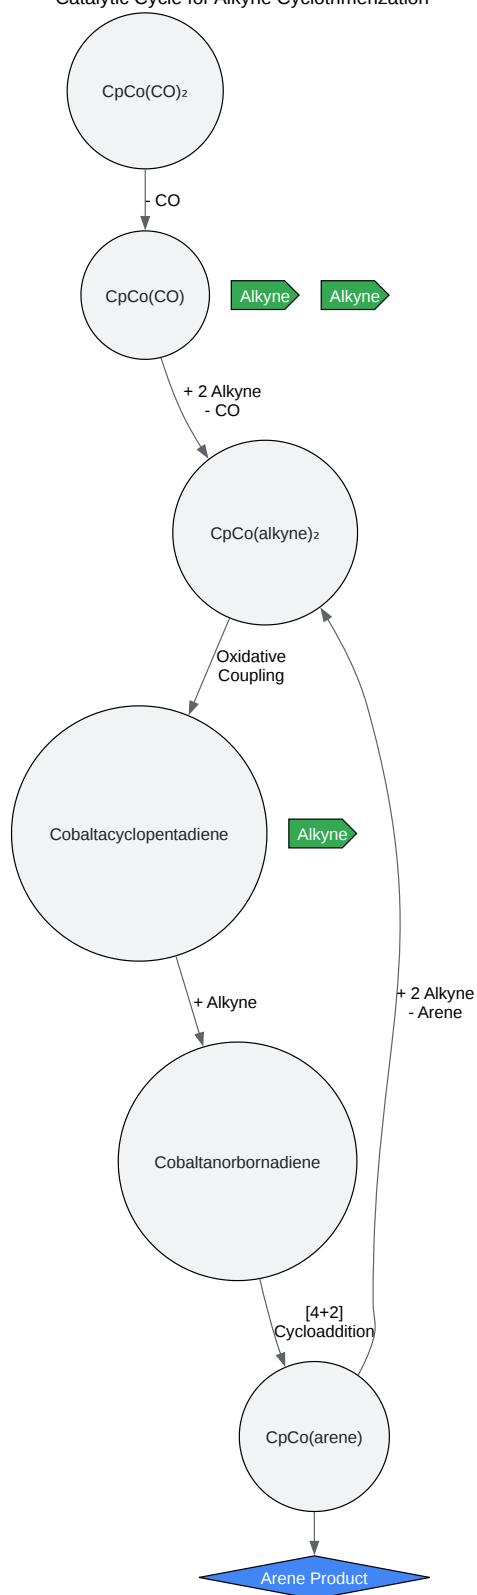 Catalytic Cycle for Alkyne Cyclotrimerization
CpCo(CO)₂
- CO
CpCo(CO)
Alkyne
Alkyne
+ 2 Alkyne
- CO
CpCo(alkyne)₂
Oxidative
Coupling
Cobaltacyclopentadiene
Alkyne
+ 2 Alkyne
- Arene
+ Alkyne
Cobaltanorbornadiene
[4+2]
Cycloaddition
CpCo(arene)
Arene Product